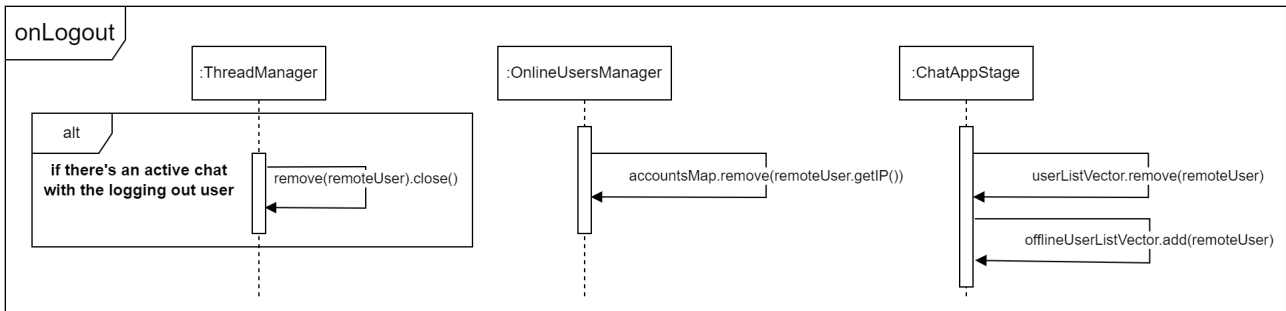 onLogout
:ThreadManager
:OnlineUsersManager
:ChatAppStage
alt
if there's an active chat
with the logging out user
remove(remoteUser).close()
accountsMap.remove(remoteUser.getIP())
userListVector.remove(remoteUser)
offlineUserListVector.add(remoteUser)